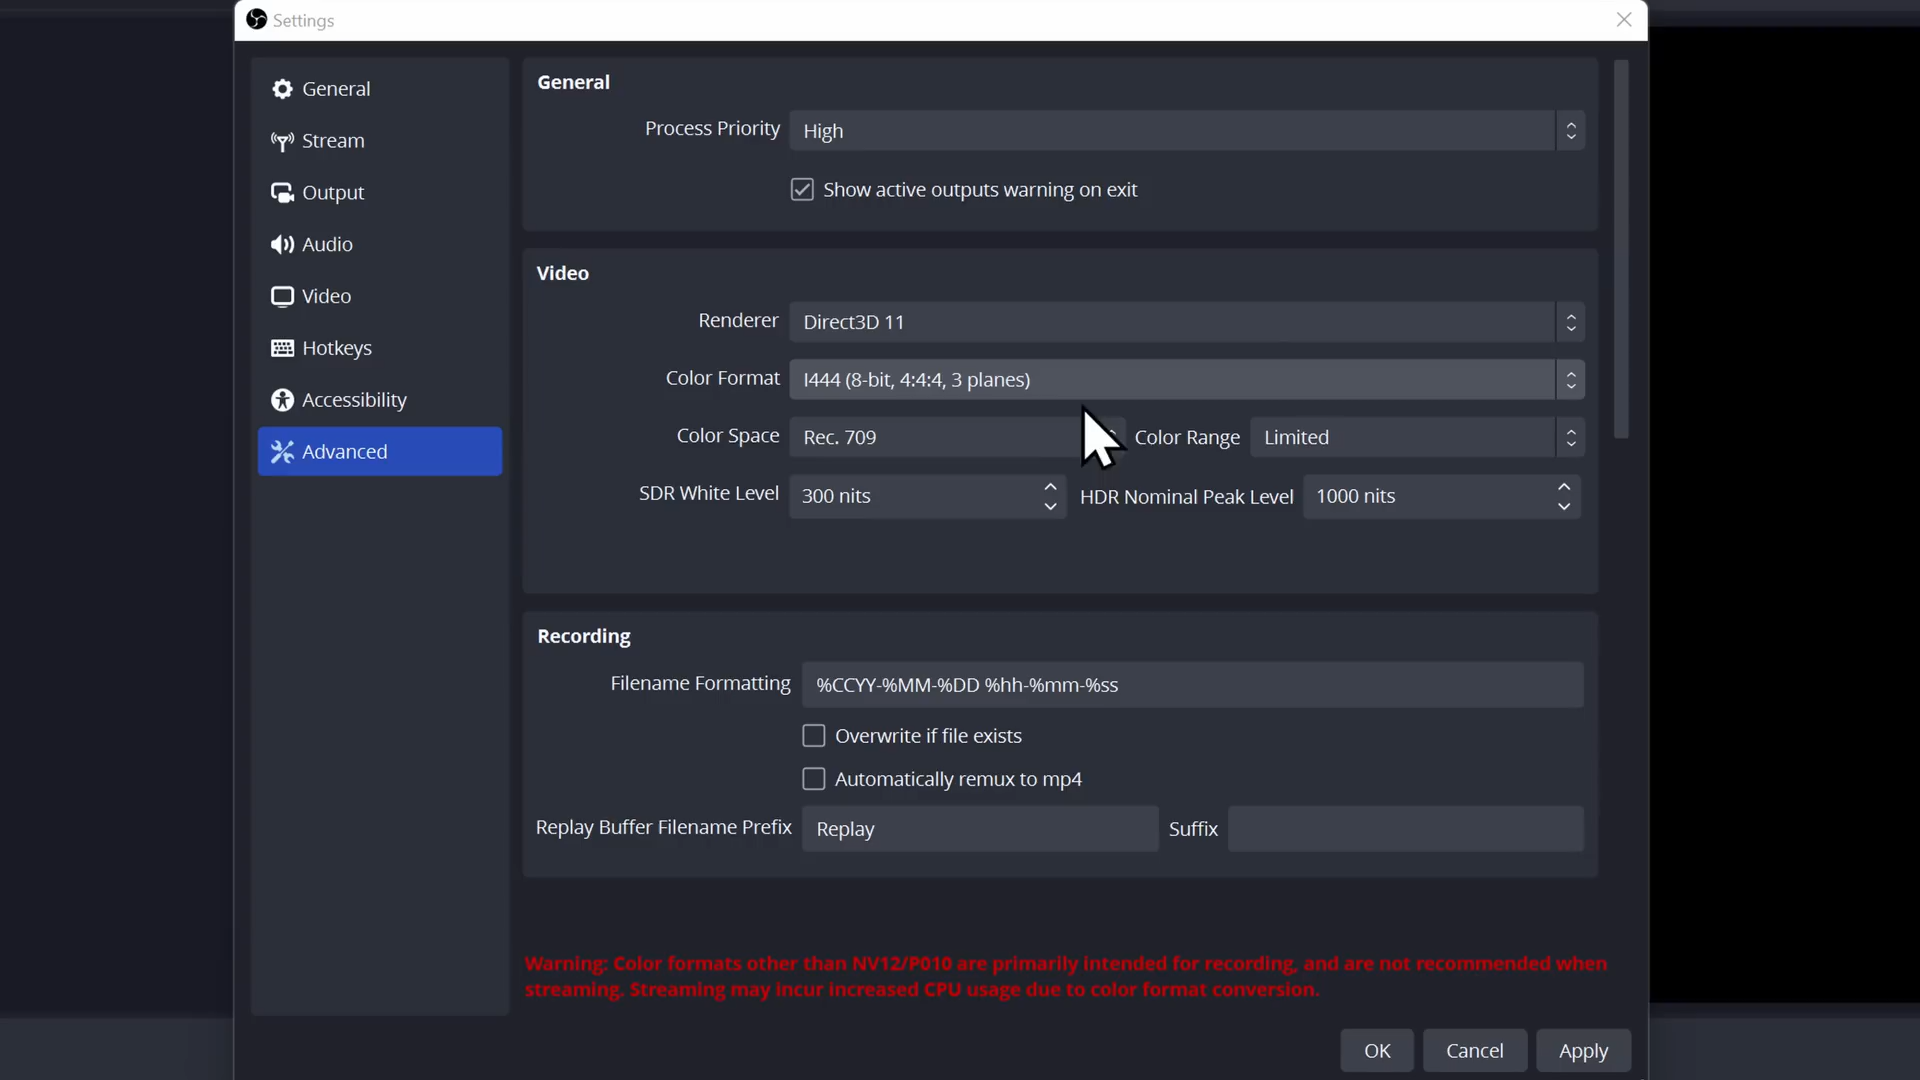 Settings
General
Stream
Output
Audio
Video
Hotkeys
Accessibility
Advanced
General
Process Priority High
Show active outputs warning on exit
Video
Renderer Direct3D 11
Color Format I444 (8-bit, 4:4:4, 3 planes)
Color Space Rec. 709 Color Range Limited
SDR White Level 300 nits HDR Nominal Peak Level 1000 nits
Recording
Filename Formatting %CCYY-%MM-%DD %hh-%mm-%ss
Overwrite if file exists
Automatically remux to mp4
Replay Buffer Filename Prefix Replay Suffix
Warning: Color formats other than NV12/P010 are primarily intended for recording, and are not recommended when
streaming. Streaming may incur increased CPU usage due to color format conversion.
OK Cancel Apply